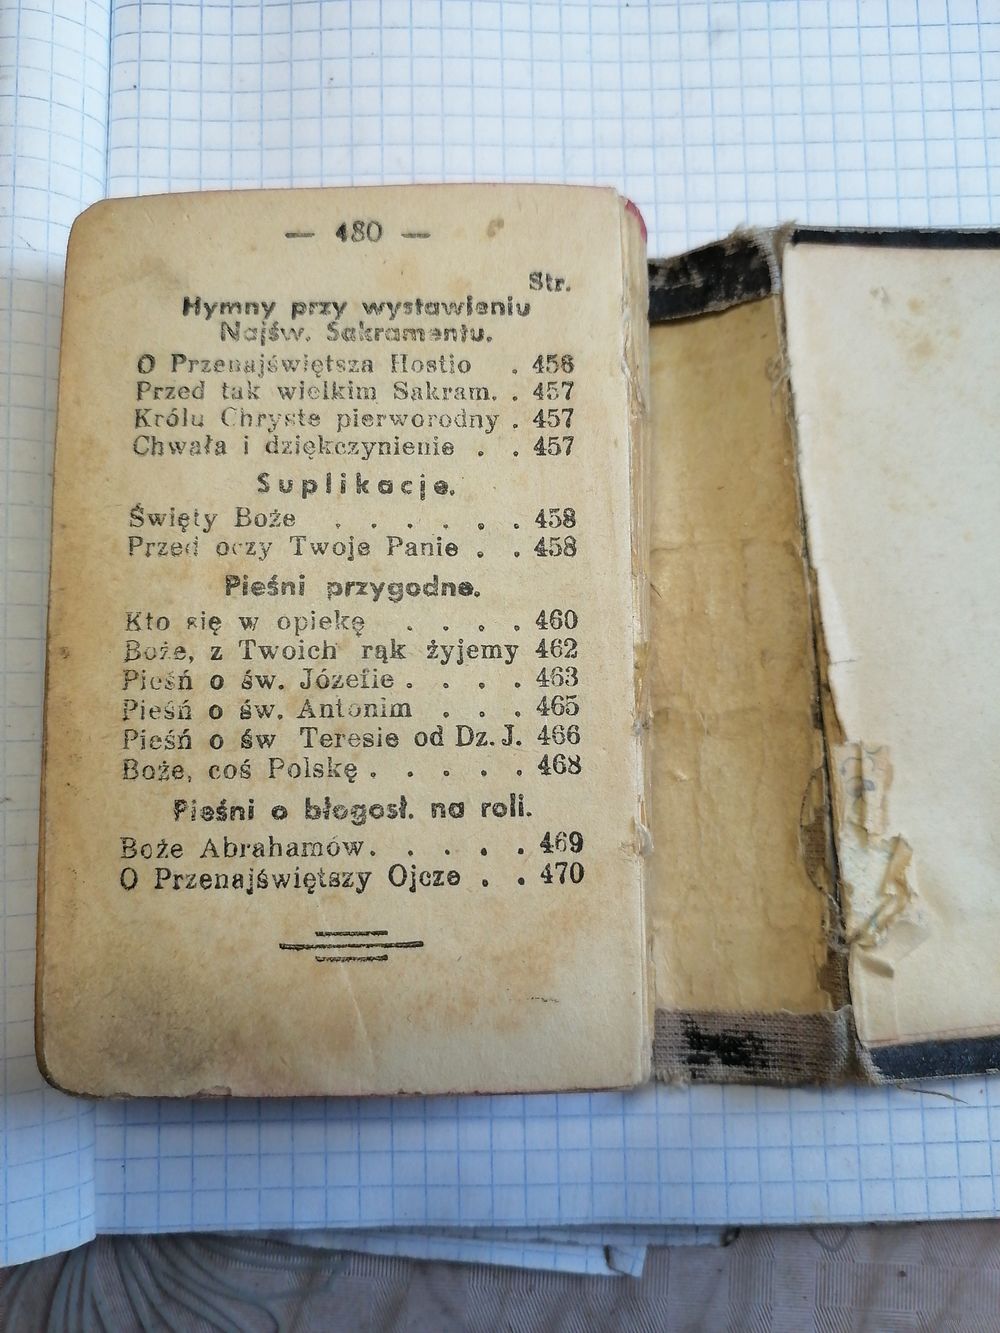 — 480 —
Str.
Hymny przy wystawieniu
Najśw. Sakramentu.
O Przenajświętsza Hostio . 456
Przed tak wielkim Sakram. . 457
Królu Chryste pierworodny . 457
Chwała i dziękczynienie . . 457
Suplikacje.
Święty Boże . . . . . . 458
Przed oczy Twoje Panie . . 458
Pieśni przygodne.
Kto się w opiekę . . . . 460
Boże, z Twoich rąk żyjemy 462
Pieśń o św. Józefie . . . . 463
Pieśń o św. Antonim . . . 465
Pieśń o św Teresie od Dz. J. 466
Boże, coś Polskę . . . . . 468
Pieśni o błogosł. na roli.
Boże Abrahamów. . . . . . 469
O Przenajświętszy Ojcze . . 470